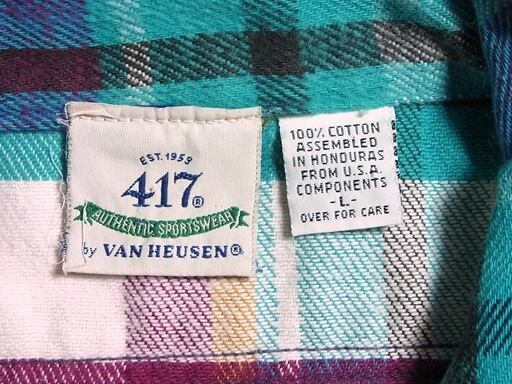 EST. 1959
417®
AUTHENTIC SPORTSWEAR
by VAN HEUSEN®
100% COTTON
ASSEMBLED
IN HONDURAS
FROM U.S.A.
COMPONENTS
-L-
OVER FOR CARE